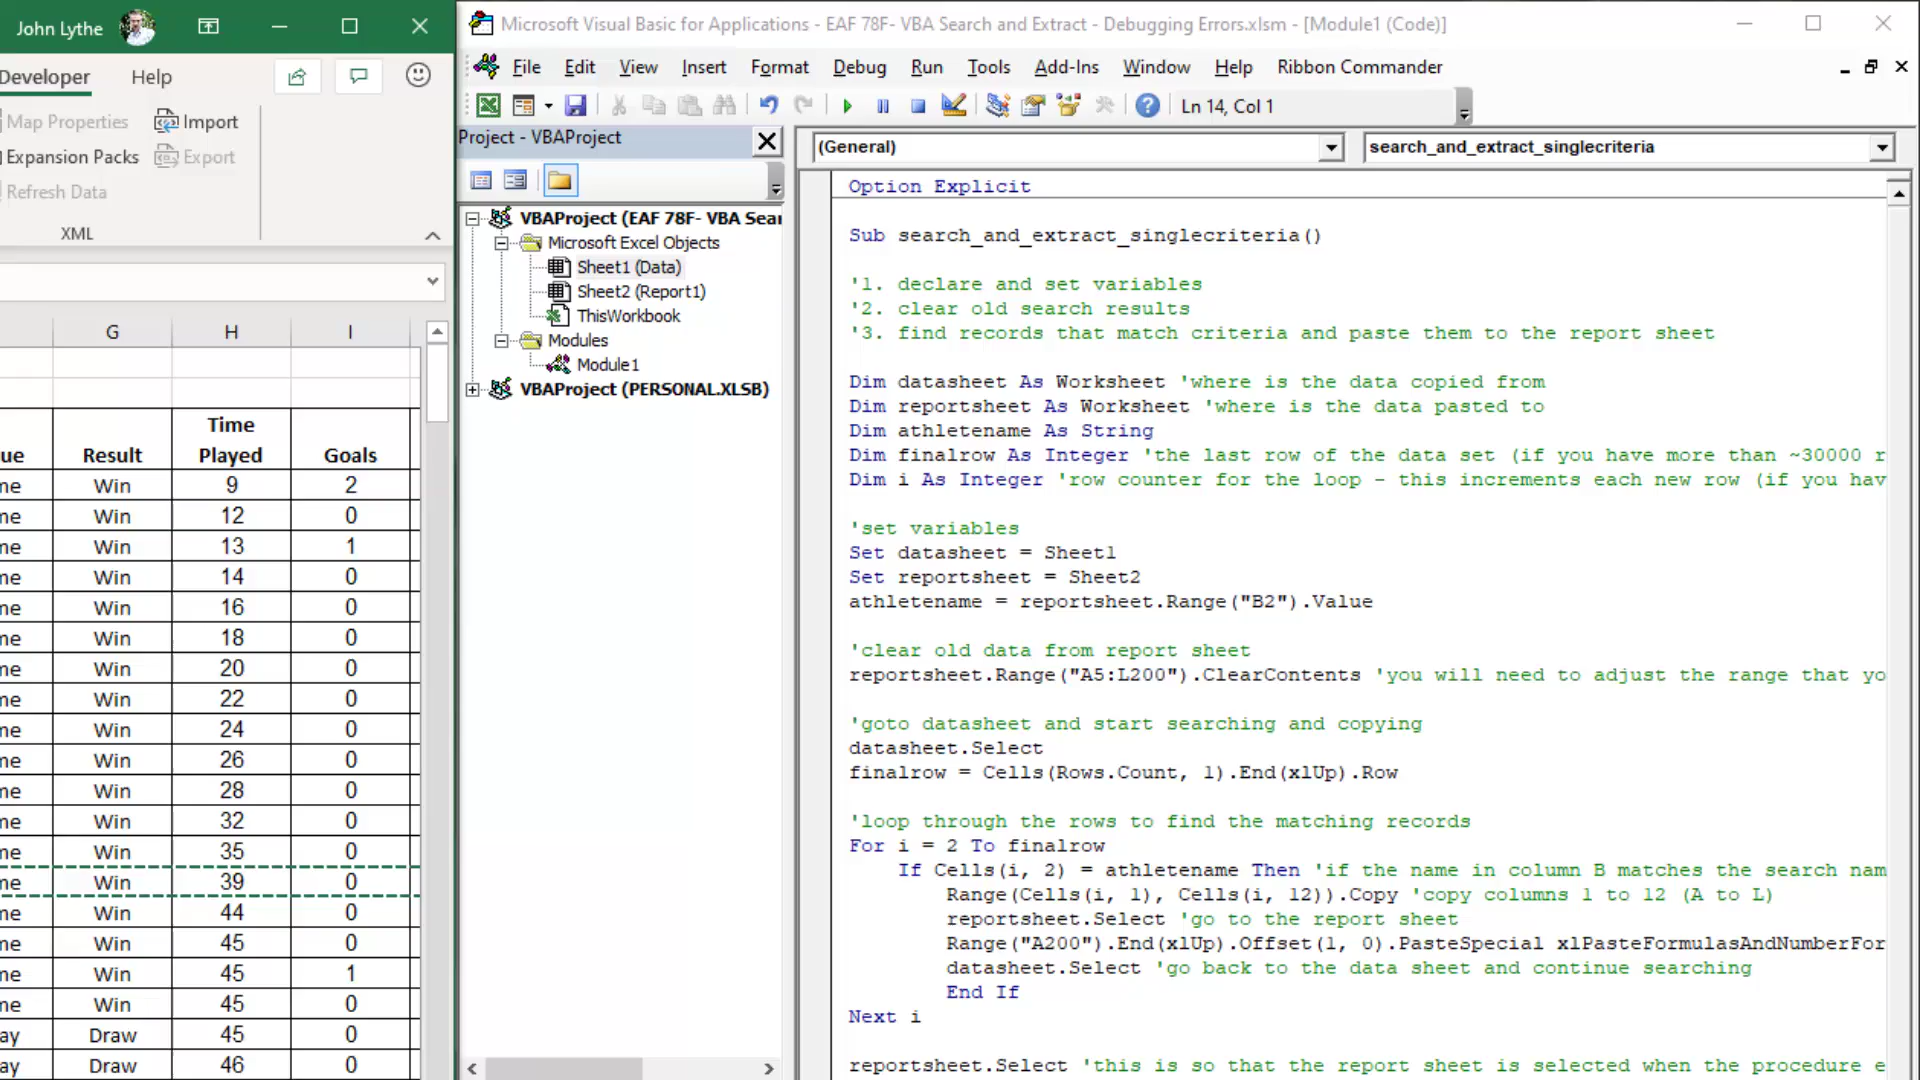 John Lythe
Microsoft Visual Basic for Applications - EAF 78F- VBA Search and Extract - Debugging Errors.xlsm - [Module1 (Code)]
File Edit View Insert Format Debug Run Tools Add-Ins Window Help Ribbon Commander
Developer Help
Ln 14, Col 1
Map Properties Import
Expansion Packs Export
Refresh Data
XML
Project - VBAProject
VBAProject (EAF 78F- VBA Sear
Microsoft Excel Objects
Sheet1 (Data)
Sheet2 (Report1)
ThisWorkbook
Modules
Module1
VBAProject (PERSONAL.XLSB)
(General) search_and_extract_singlecriteria
G H I
ue Result Time Played Goals
me Win 9 2
me Win 12 0
me Win 13 1
me Win 14 0
me Win 16 0
me Win 18 0
me Win 20 0
me Win 22 0
me Win 24 0
me Win 26 0
me Win 28 0
me Win 32 0
me Win 35 0
me Win 39 0
me Win 44 0
me Win 45 0
me Win 45 1
me Win 45 0
ay Draw 45 0
ay Draw 46 0
Option Explicit
Sub search_and_extract_singlecriteria()
'1. declare and set variables
'2. clear old search results
'3. find records that match criteria and paste them to the report sheet
Dim datasheet As Worksheet 'where is the data copied from
Dim reportsheet As Worksheet 'where is the data pasted to
Dim athletename As String
Dim finalrow As Integer 'the last row of the data set (if you have more than ~30000 r
Dim i As Integer 'row counter for the loop - this increments each new row (if you hav
'set variables
Set datasheet = Sheet1
Set reportsheet = Sheet2
athletename = reportsheet.Range("B2").Value
'clear old data from report sheet
reportsheet.Range("A5:L200").ClearContents 'you will need to adjust the range that yo
'goto datasheet and start searching and copying
datasheet.Select
finalrow = Cells(Rows.Count, 1).End(xlUp).Row
'loop through the rows to find the matching records
For i = 2 To finalrow
If Cells(i, 2) = athletename Then 'if the name in column B matches the search nam
Range(Cells(i, 1), Cells(i, 12)).Copy 'copy columns 1 to 12 (A to L)
reportsheet.Select 'go to the report sheet
Range("A200").End(xlUp).Offset(1, 0).PasteSpecial xlPasteFormulasAndNumberFor
datasheet.Select 'go back to the data sheet and continue searching
End If
Next i
reportsheet.Select 'this is so that the report sheet is selected when the procedure e